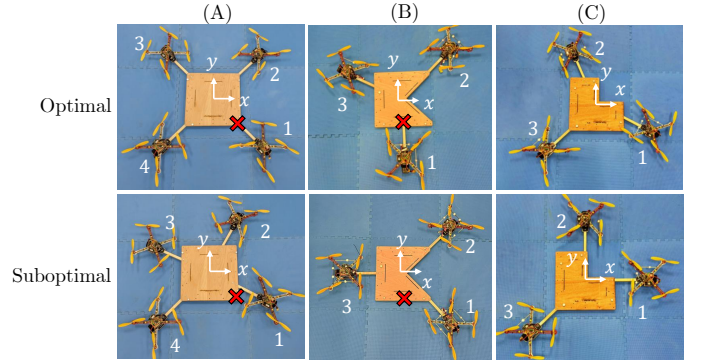 (A) (B) (C)
Optimal
3 2 y x 4 1
3 2 y x 1
2 y x 3 1
Suboptimal
3 2 y x 4 1
2 y x 3 1
2 y x 3 1